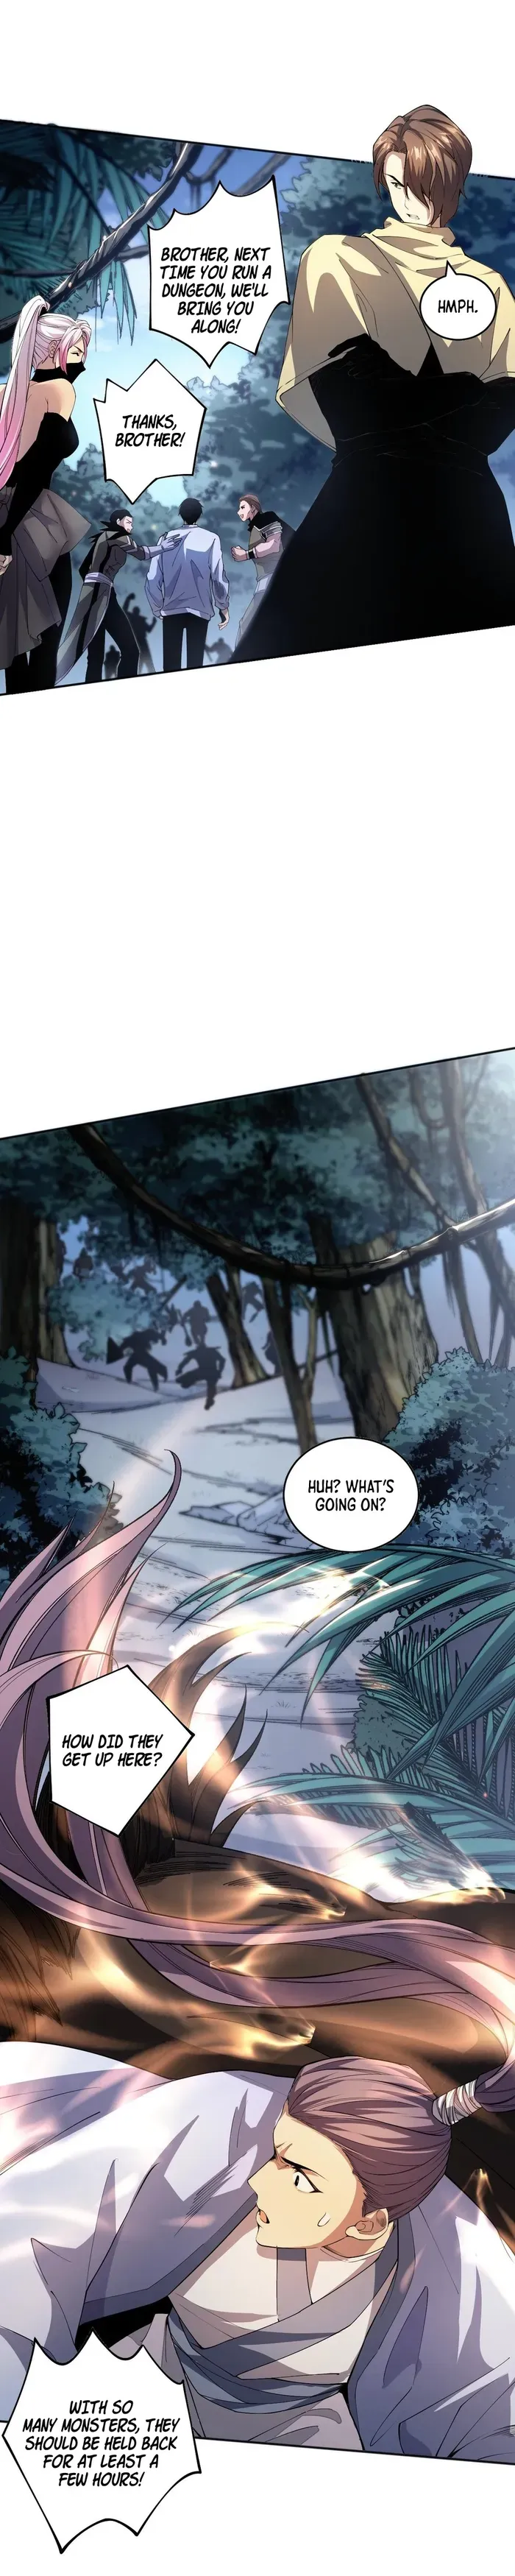 BROTHER, NEXT
TIME YOU RUN A
DUNGEON, WE'LL
BRING YOU
ALONG!
HMPH.
THANKS,
BROTHER!
HUH? WHAT'S
GOING ON?
HOW DID THEY
GET UP HERE?
WITH SO
MANY MONSTERS, THEY
SHOULD BE HELD BACK
FOR AT LEAST A
FEW HOURS!